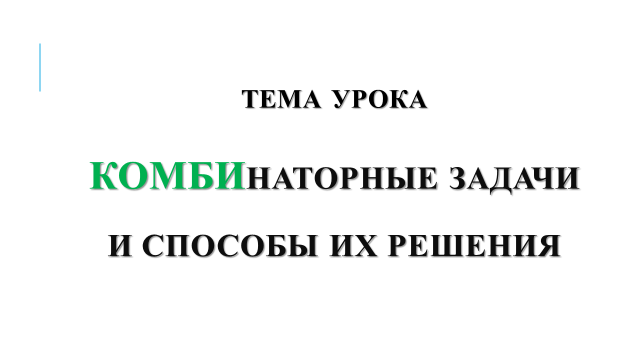 ТЕМА УРОКА
КОМБИНАТОРНЫЕ ЗАДАЧИ
И СПОСОБЫ ИХ РЕШЕНИЯ